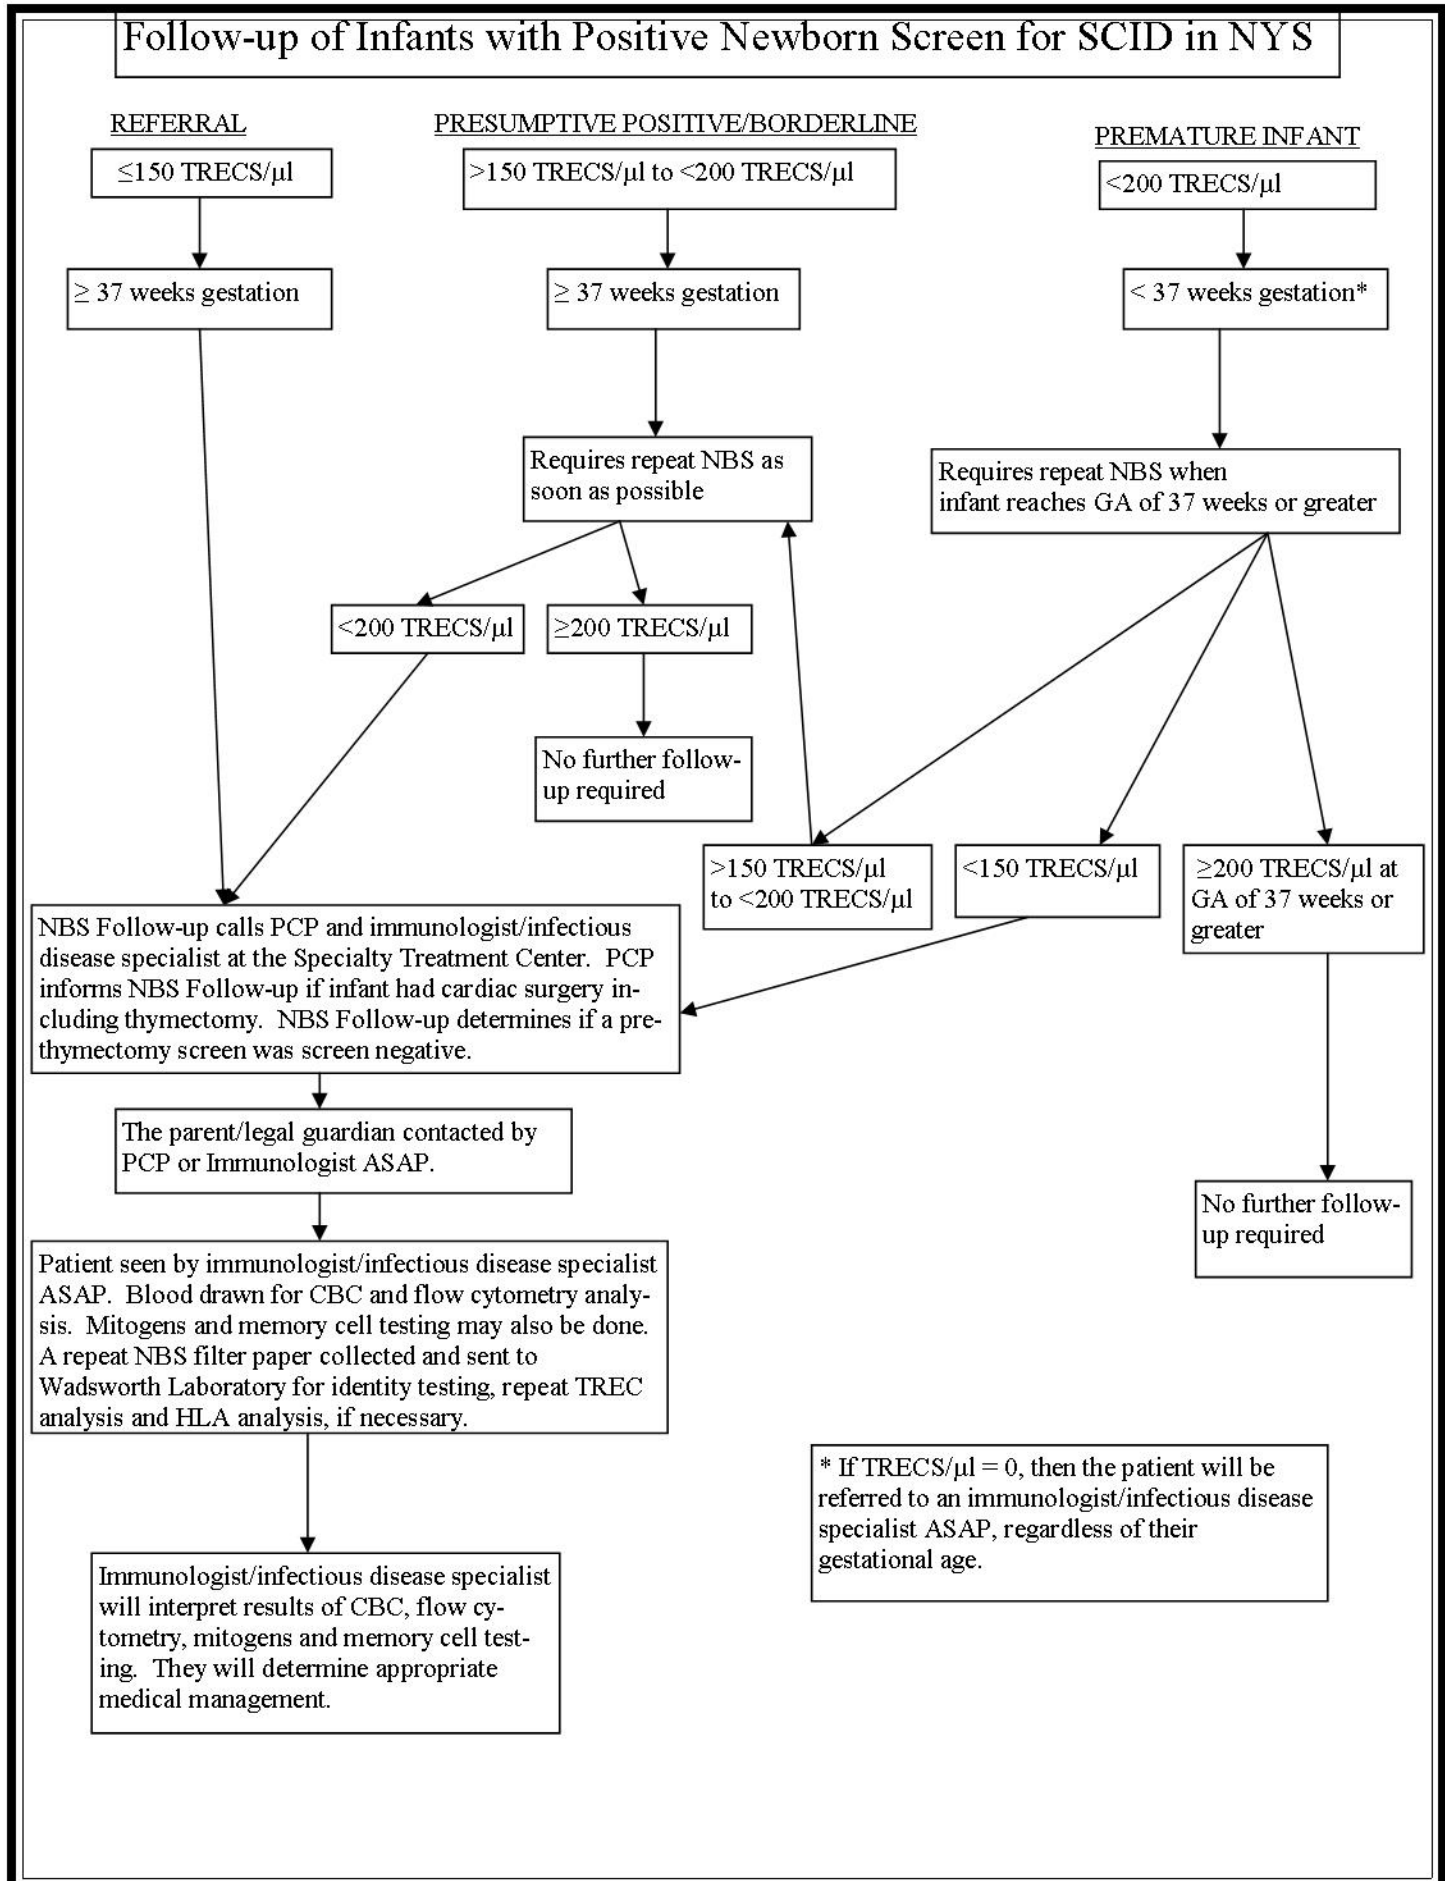 Follow-up of Infants with Positive Newborn Screen for SCID in NYS
REFERRAL
≤150 TRECS/µl
≥ 37 weeks gestation
PRESUMPTIVE POSITIVE/BORDERLINE
>150 TRECS/µl to <200 TRECS/µl
≥ 37 weeks gestation
Requires repeat NBS as
soon as possible
<200 TRECS/µl
≥200 TRECS/µl
No further follow-
up required
PREMATURE INFANT
<200 TRECS/µl
< 37 weeks gestation*
Requires repeat NBS when
infant reaches GA of 37 weeks or greater
>150 TRECS/µl
to <200 TRECS/µl
<150 TRECS/µl
≥200 TRECS/µl at
GA of 37 weeks or
greater
No further follow-
up required
NBS Follow-up calls PCP and immunologist/infectious
disease specialist at the Specialty Treatment Center.  PCP
informs NBS Follow-up if infant had cardiac surgery in-
cluding thymectomy.  NBS Follow-up determines if a pre-
thymectomy screen was screen negative.
The parent/legal guardian contacted by
PCP or Immunologist ASAP.
Patient seen by immunologist/infectious disease specialist
ASAP.  Blood drawn for CBC and flow cytometry analy-
sis.  Mitogens and memory cell testing may also be done.
A repeat NBS filter paper collected and sent to
Wadsworth Laboratory for identity testing, repeat TREC
analysis and HLA analysis, if necessary.
Immunologist/infectious disease specialist
will interpret results of CBC, flow cy-
tometry, mitogens and memory cell test-
ing.  They will determine appropriate
medical management.
* If TRECS/µl = 0, then the patient will be
referred to an immunologist/infectious disease
specialist ASAP, regardless of their
gestational age.